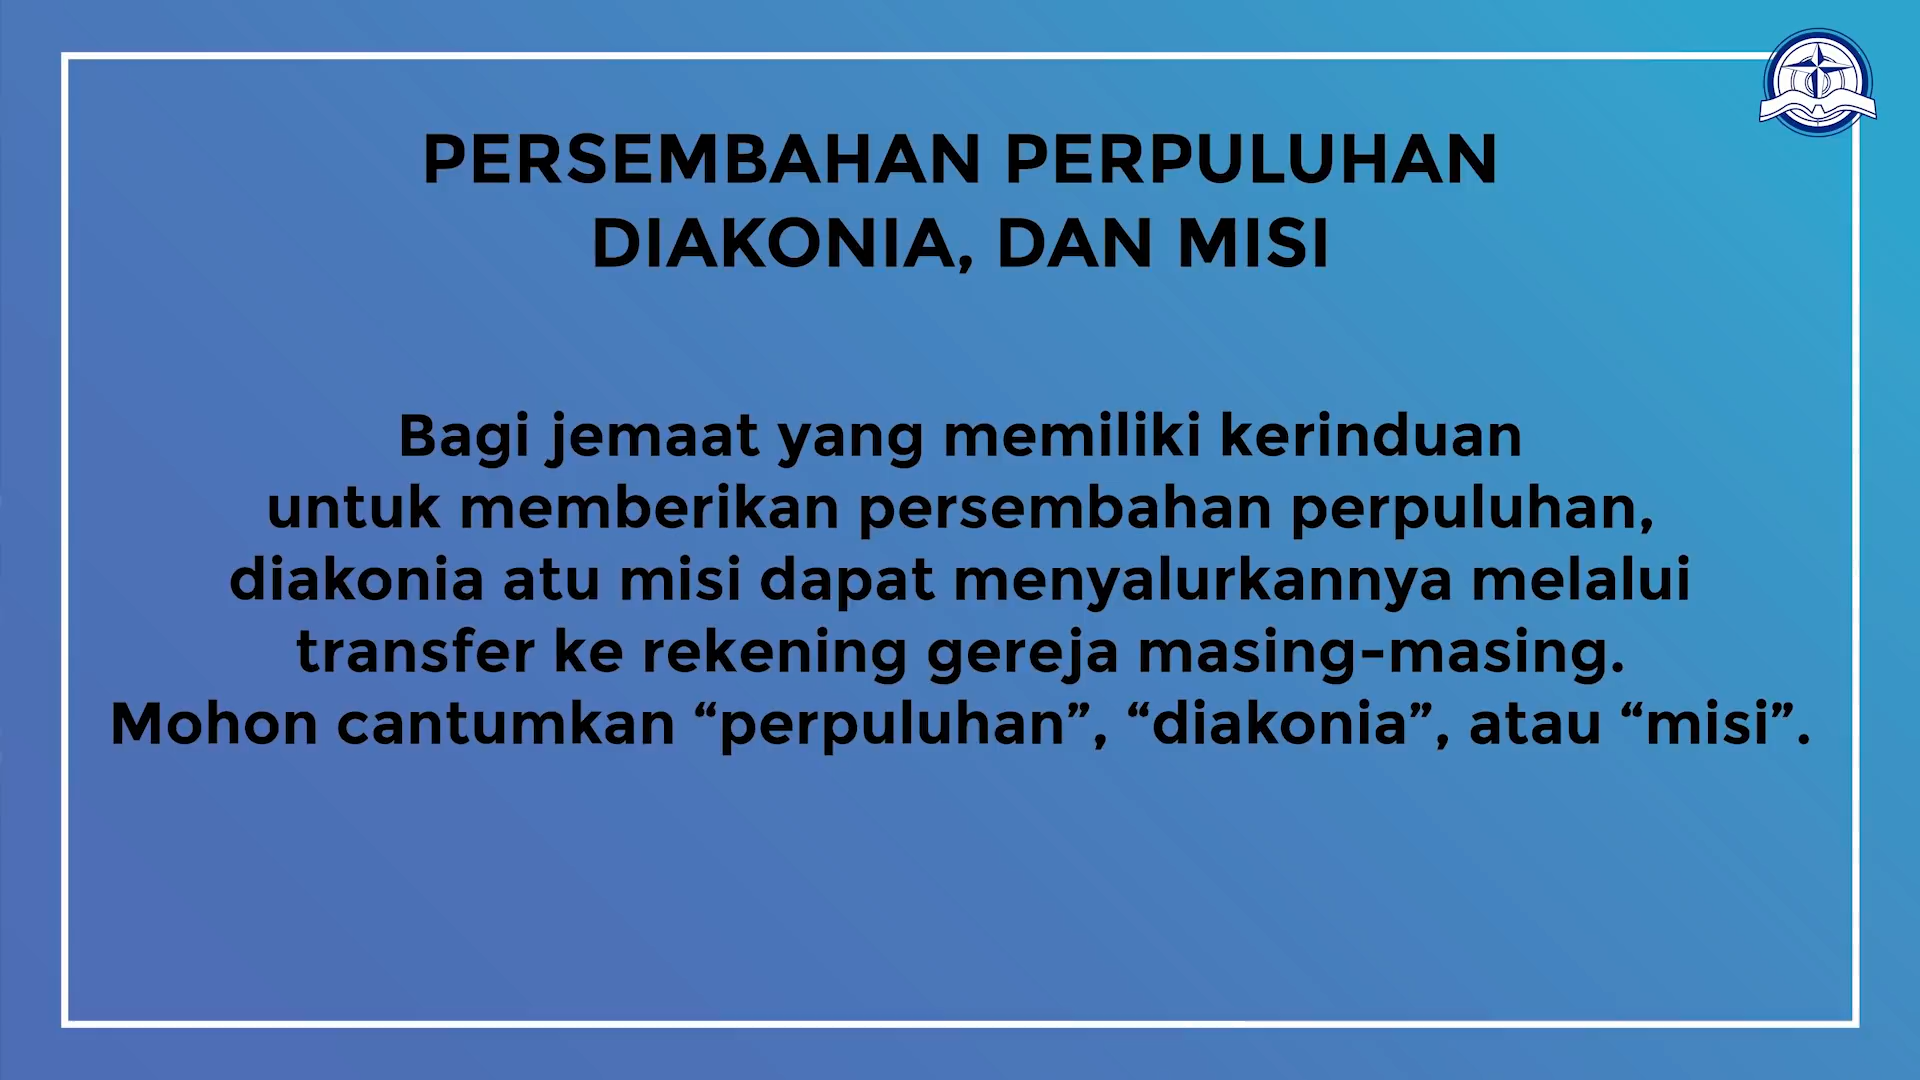 PERSEMBAHAN PERPULUHAN
DIAKONIA, DAN MISI
Bagi jemaat yang memiliki kerinduan
untuk memberikan persembahan perpuluhan,
diakonia atu misi dapat menyalurkannya melalui
transfer ke rekening gereja masing-masing.
Mohon cantumkan “perpuluhan”, “diakonia”, atau “misi”.